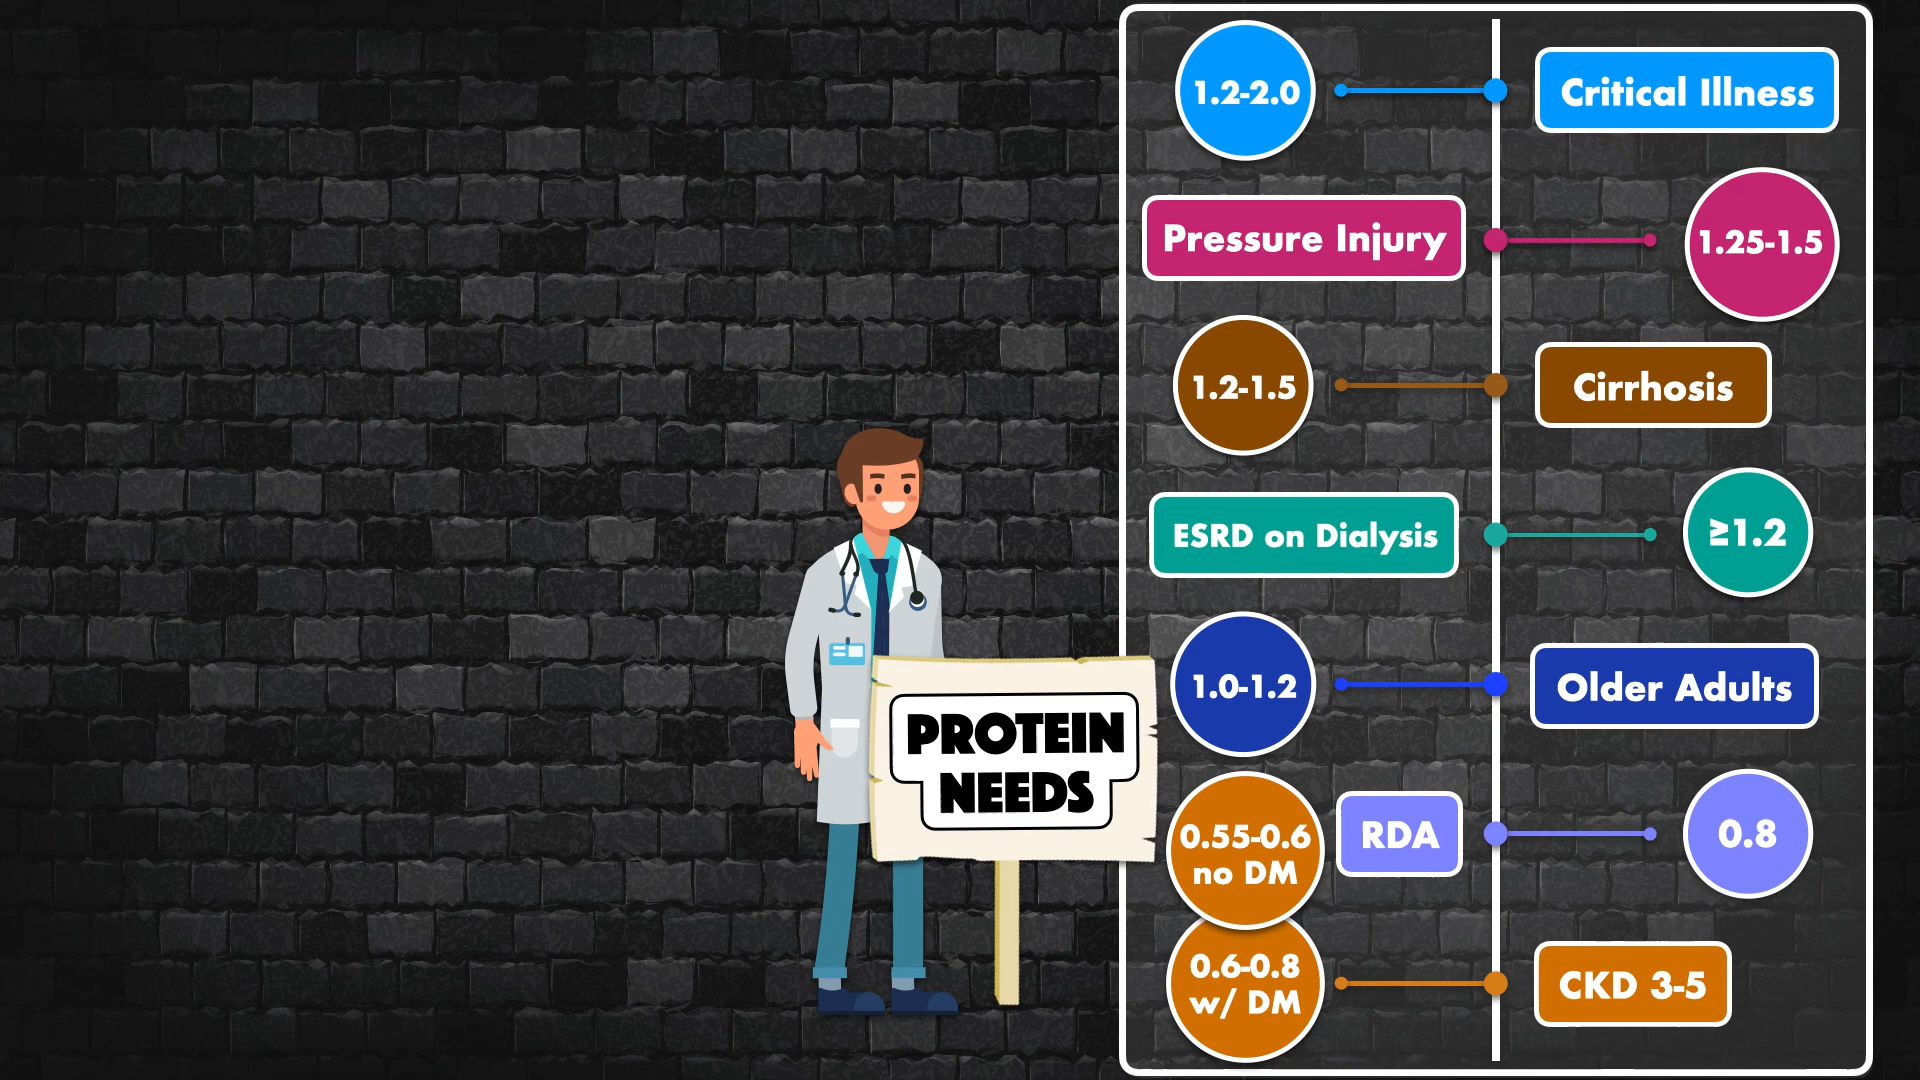 1.2-2.0
Critical Illness
Pressure Injury
1.25-1.5
1.2-1.5
Cirrhosis
ESRD on Dialysis
≥1.2
1.0-1.2
Older Adults
PROTEIN
NEEDS
0.55-0.6
no DM
RDA
0.8
0.6-0.8
w/ DM
CKD 3-5